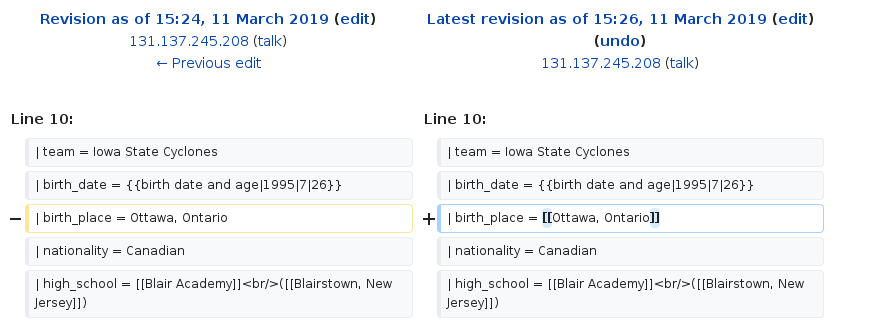 Revision as of 15:24, 11 March 2019 (edit)
131.137.245.208 (talk)
← Previous edit
Latest revision as of 15:26, 11 March 2019 (edit)
(undo)
131.137.245.208 (talk)
Line 10:
Line 10:
| team = Iowa State Cyclones
| team = Iowa State Cyclones
| birth_date = {{birth date and age|1995|7|26}}
| birth_date = {{birth date and age|1995|7|26}}
− | birth_place = Ottawa, Ontario
+ | birth_place = [[Ottawa, Ontario]]
| nationality = Canadian
| nationality = Canadian
| high_school = [[Blair Academy]]<br/>([[Blairstown, New
Jersey]])
| high_school = [[Blair Academy]]<br/>([[Blairstown, New
Jersey]])